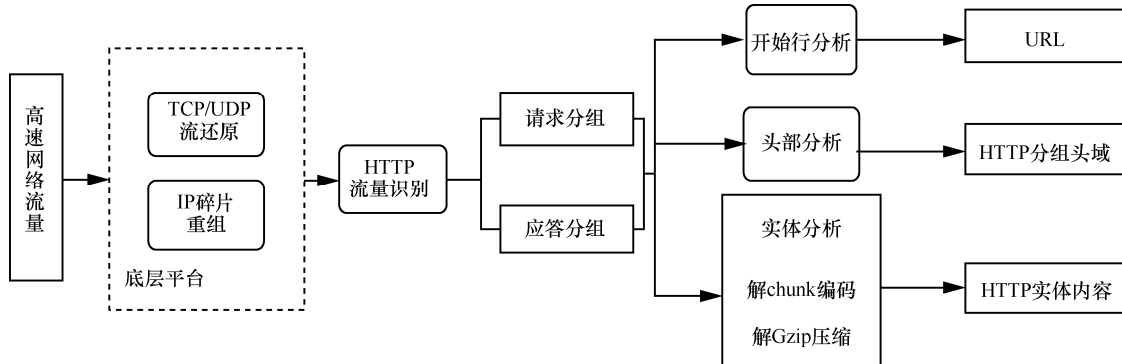 高速网络流量
TCP/UDP
流还原
IP碎片
重组
底层平台
HTTP
流量识别
请求分组
应答分组
开始行分析
头部分析
实体分析
解chunk编码
解Gzip压缩
URL
HTTP分组头域
HTTP实体内容